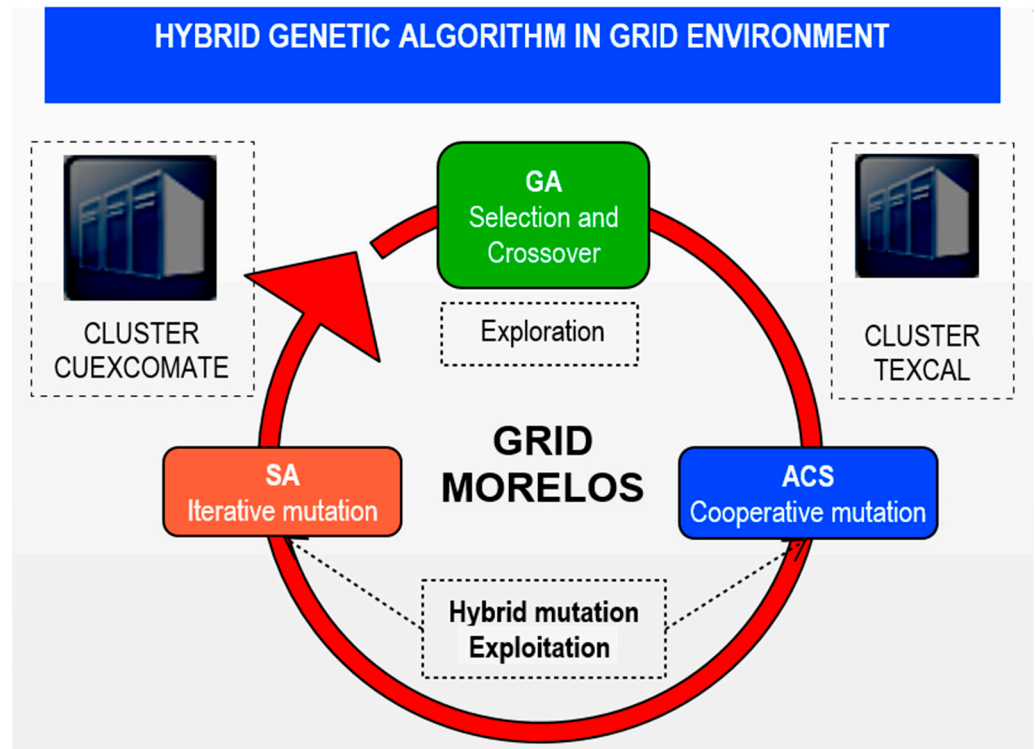 HYBRID GENETIC ALGORITHM IN GRID ENVIRONMENT
GA
Selection and
Crossover
CLUSTER
CUEXCOMATE
Exploration
CLUSTER
TEXCAL
GRID
MORELOS
SA
Iterative mutation
ACS
Cooperative mutation
Hybrid mutation
Exploitation